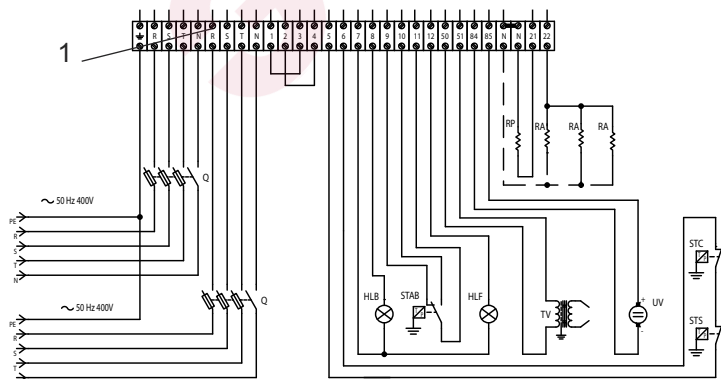 R S T N R S T N 1 2 3 4 5 6 7 8 9 10 11 12 50 51 84 85 N N 21 22
1
RP RA RA RA
Q
50 Hz 400V
PE
R
S
T
N
STC
50 Hz 400V
Q
HLB STAB HLF TV UV
+
-
PE
R
S
T
STS